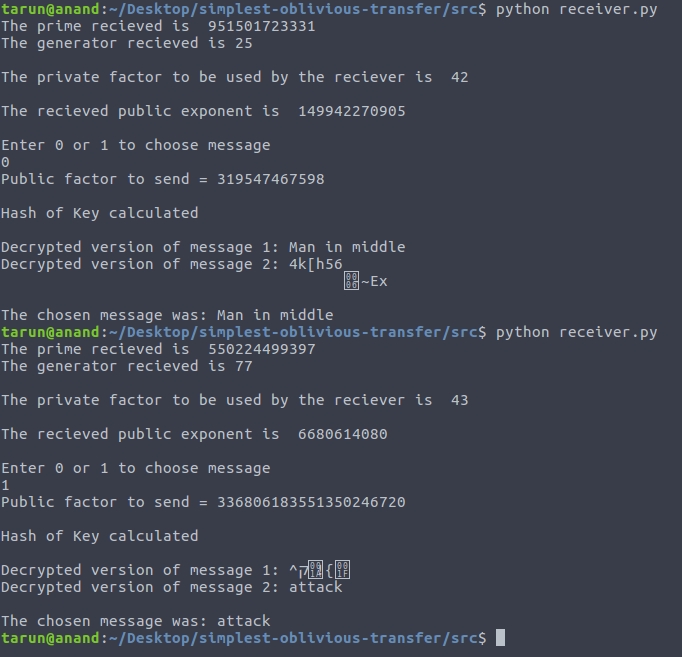 tarun@anand:~/Desktop/simplest-oblivious-transfer/src$ python receiver.py
The prime recieved is  951501723331
The generator recieved is 25
The private factor to be used by the reciever is  42
The recieved public exponent is  149942270905
Enter 0 or 1 to choose message
0
Public factor to send = 319547467598
Hash of Key calculated
Decrypted version of message 1: Man in middle
Decrypted version of message 2: 4k[h56
~Ex
The chosen message was: Man in middle
tarun@anand:~/Desktop/simplest-oblivious-transfer/src$ python receiver.py
The prime recieved is  550224499397
The generator recieved is 77
The private factor to be used by the reciever is  43
The recieved public exponent is  6680614080
Enter 0 or 1 to choose message
1
Public factor to send = 336806183551350246720
Hash of Key calculated
Decrypted version of message 1:
Decrypted version of message 2: attack
The chosen message was: attack
tarun@anand:~/Desktop/simplest-oblivious-transfer/src$